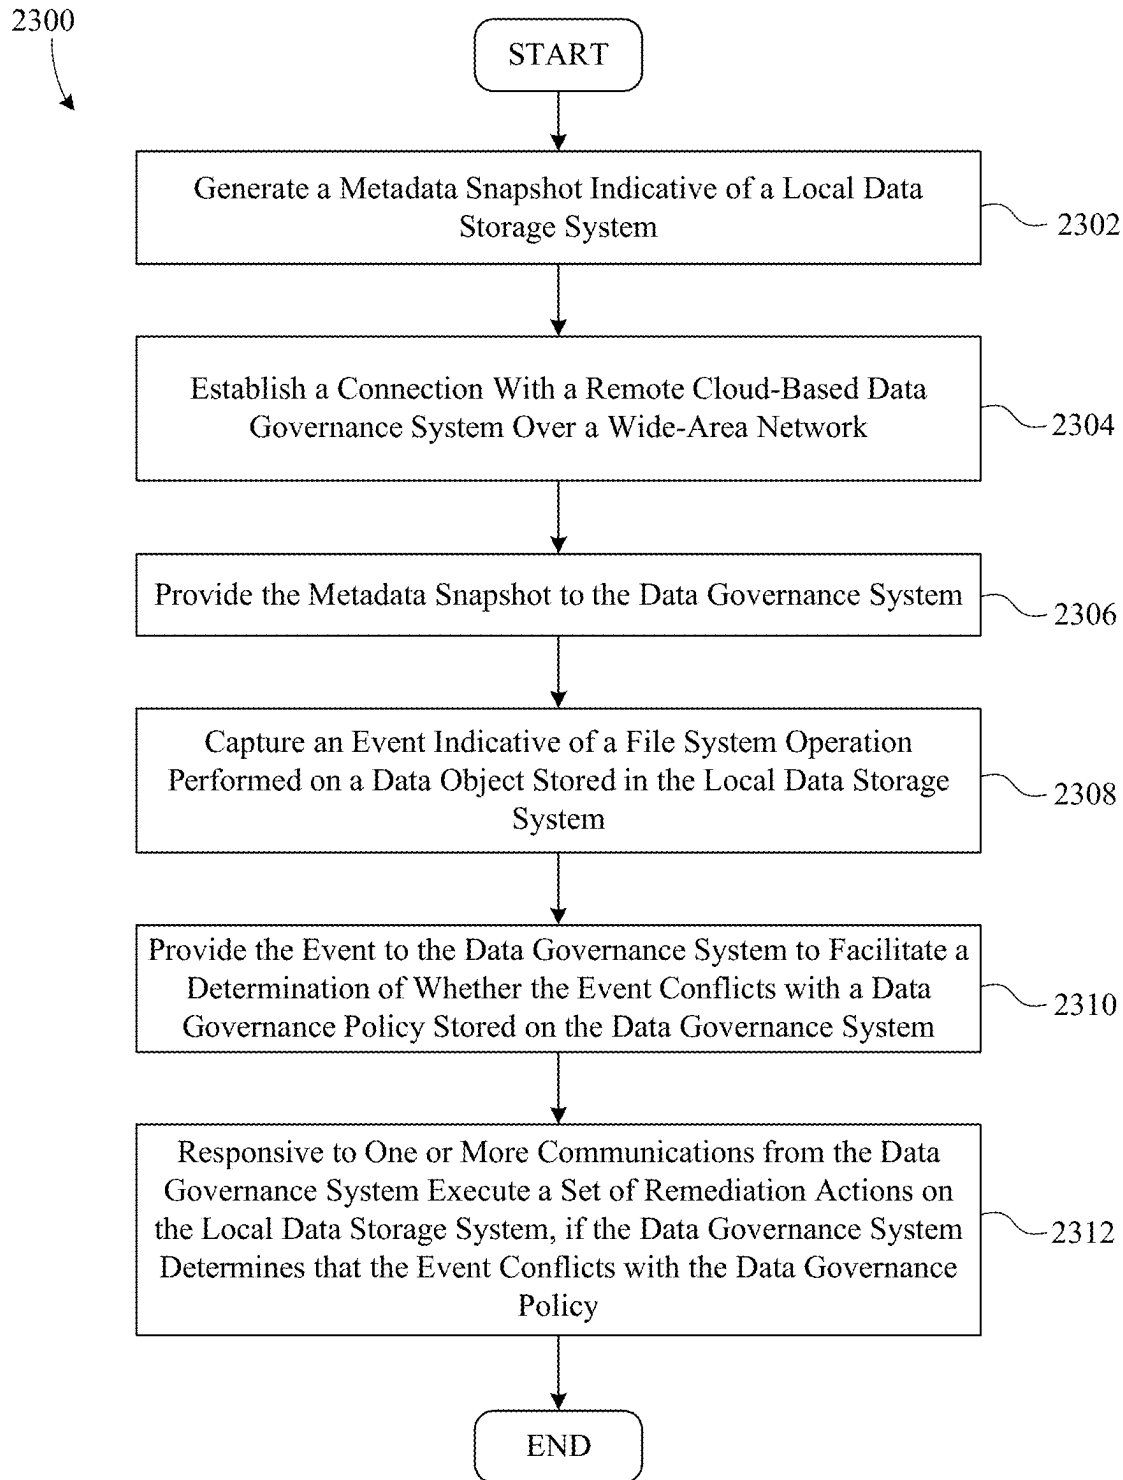 2300
START
Generate a Metadata Snapshot Indicative of a Local Data
Storage System
2302
Establish a Connection With a Remote Cloud-Based Data
Governance System Over a Wide-Area Network
2304
Provide the Metadata Snapshot to the Data Governance System
2306
Capture an Event Indicative of a File System Operation
Performed on a Data Object Stored in the Local Data Storage
System
2308
Provide the Event to the Data Governance System to Facilitate a
Determination of Whether the Event Conflicts with a Data
Governance Policy Stored on the Data Governance System
2310
Responsive to One or More Communications from the Data
Governance System Execute a Set of Remediation Actions on
the Local Data Storage System, if the Data Governance System
Determines that the Event Conflicts with the Data Governance
Policy
2312
END